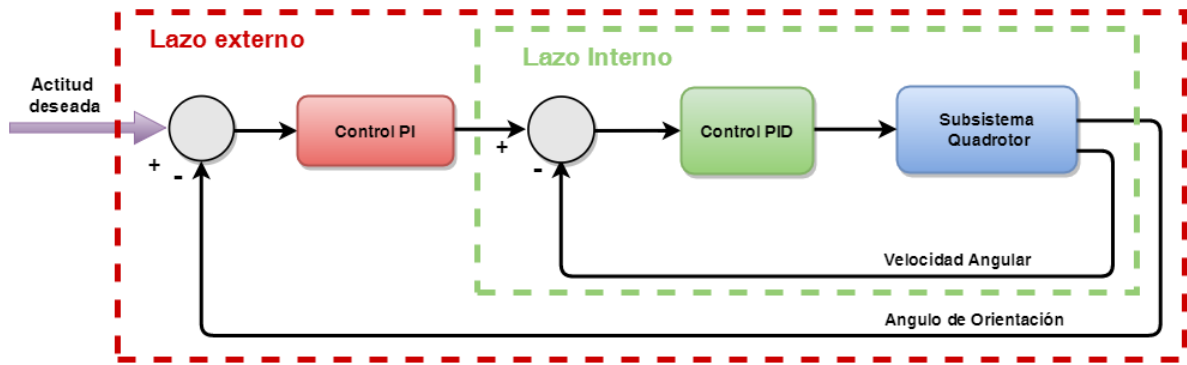 Lazo externo
Lazo Interno
Actitud
deseada
Control PI
Control PID
Subsistema
Quadrotor
+
-
+
-
Velocidad Angular
Angulo de Orientación